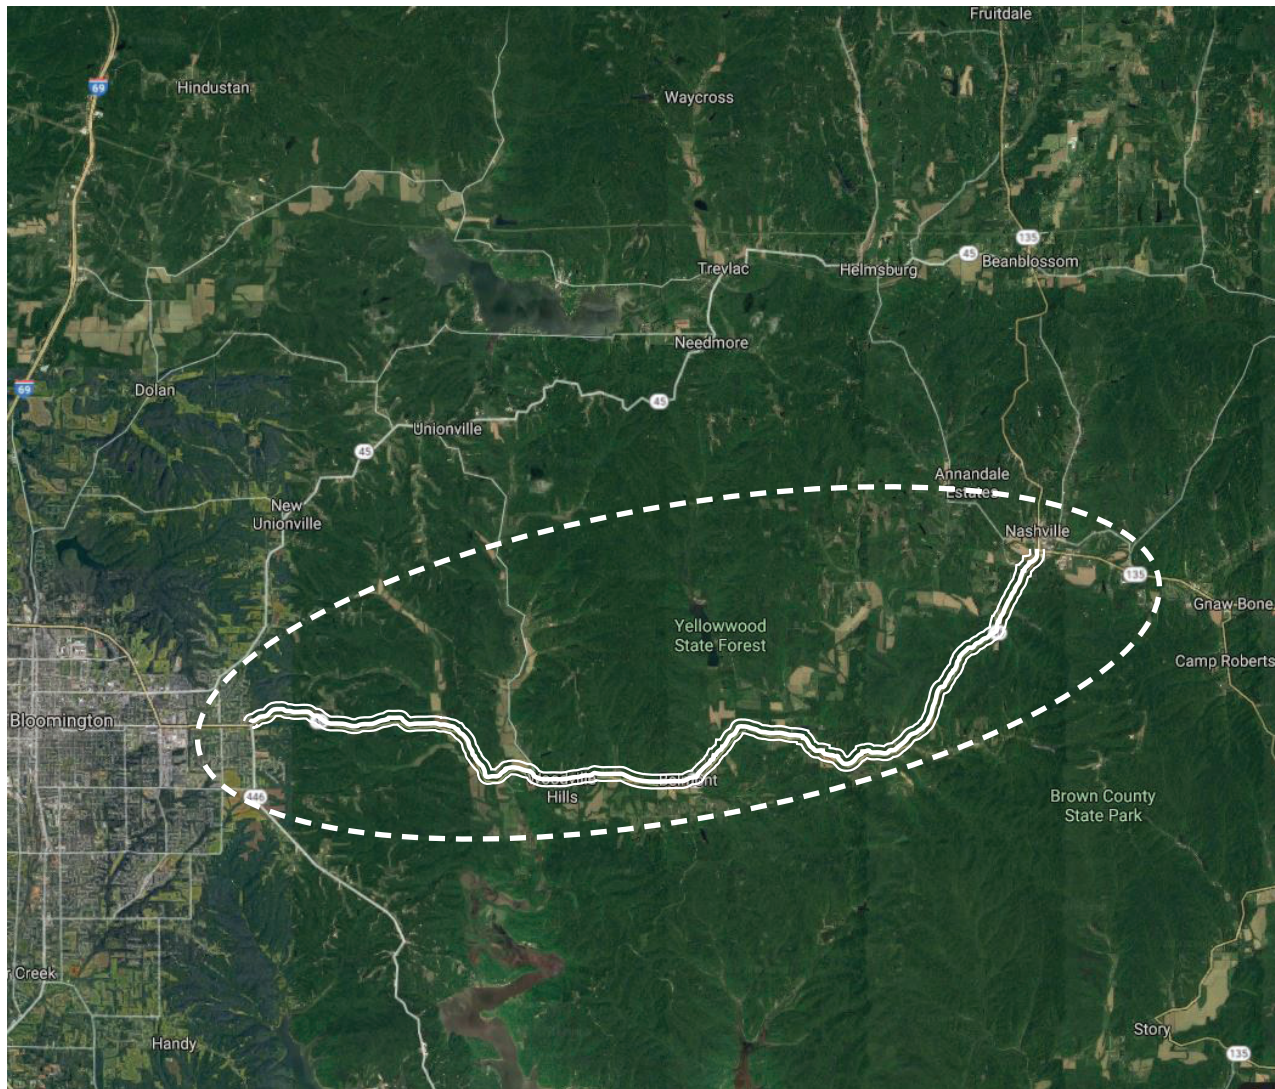 Fruitdale
69
Hindustan
Waycross
135
45
Beanblossom
Trevlac
Helmsburg
Needmore
69
Dolan
45
Unionville
45
Annandale
Estates
New
Unionville
Nashville
135
Gnaw Bone
Yellowwood
State Forest
Camp Roberts
Bloomington
Belmont
Hills
446
Brown County
State Park
r Creek
Story
Handy
135